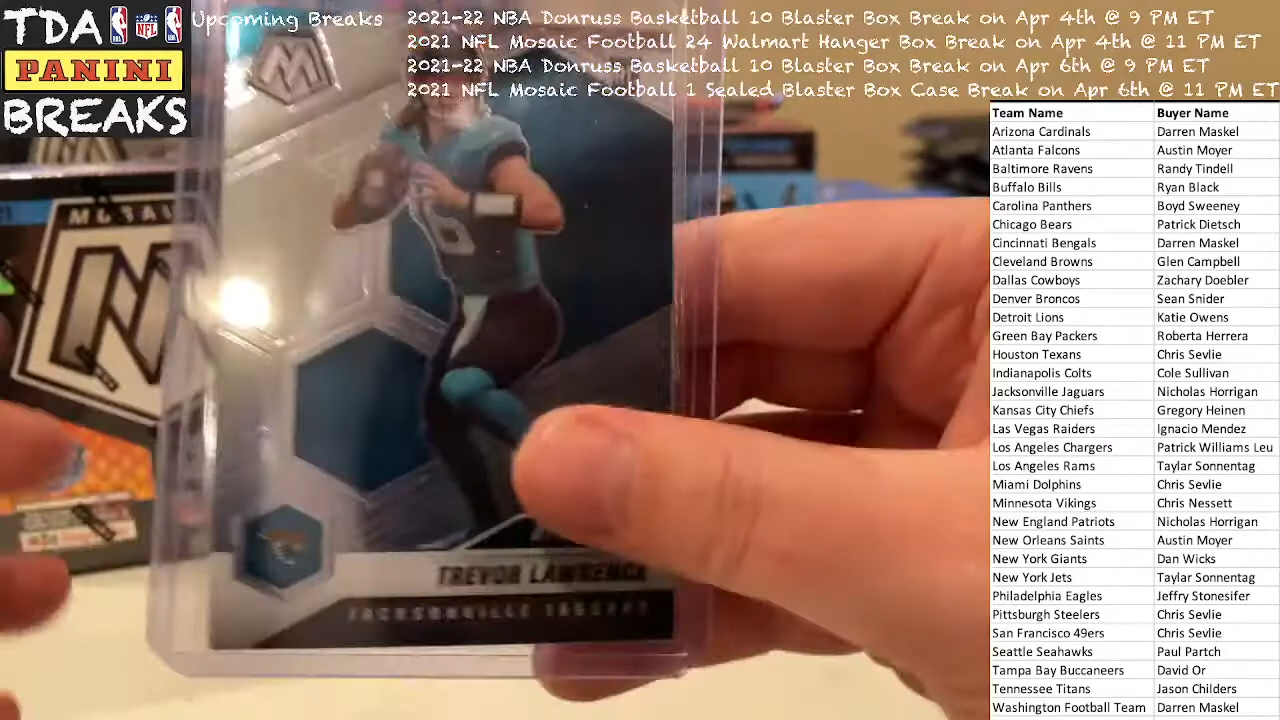 TDA
PANINI
BREAKS
Upcoming Breaks
2021-22 NBA Donruss Basketball 10 Blaster Box Break on Apr 4th @ 9 PM ET
2021 NFL Mosaic Football 24 Walmart Hanger Box Break on Apr 4th @ 11 PM ET
2021-22 NBA Donruss Basketball 10 Blaster Box Break on Apr 6th @ 9 PM ET
2021 NFL Mosaic Football 1 Sealed Blaster Box Case Break on Apr 6th @ 11 PM ET
Team Name Buyer Name
Arizona Cardinals Darren Maskel
Atlanta Falcons Austin Moyer
Baltimore Ravens Randy Tindell
Buffalo Bills Ryan Black
Carolina Panthers Boyd Sweeney
Chicago Bears Patrick Dietsch
Cincinnati Bengals Darren Maskel
Cleveland Browns Glen Campbell
Dallas Cowboys Zachary Doebler
Denver Broncos Sean Snider
Detroit Lions Katie Owens
Green Bay Packers Roberta Herrera
Houston Texans Chris Sevlie
Indianapolis Colts Cole Sullivan
Jacksonville Jaguars Nicholas Horrigan
Kansas City Chiefs Gregory Heinen
Las Vegas Raiders Ignacio Mendez
Los Angeles Chargers Patrick Williams Leu
Los Angeles Rams Taylar Sonnentag
Miami Dolphins Chris Sevlie
Minnesota Vikings Chris Nessett
New England Patriots Nicholas Horrigan
New Orleans Saints Austin Moyer
New York Giants Dan Wicks
New York Jets Taylar Sonnentag
Philadelphia Eagles Jeffry Stonesifer
Pittsburgh Steelers Chris Sevlie
San Francisco 49ers Chris Sevlie
Seattle Seahawks Paul Partch
Tampa Bay Buccaneers David Or
Tennessee Titans Jason Childers
Washington Football Team Darren Maskel
16
TREVOR LAWRENCE
JACKSONVILLE JAGUARS